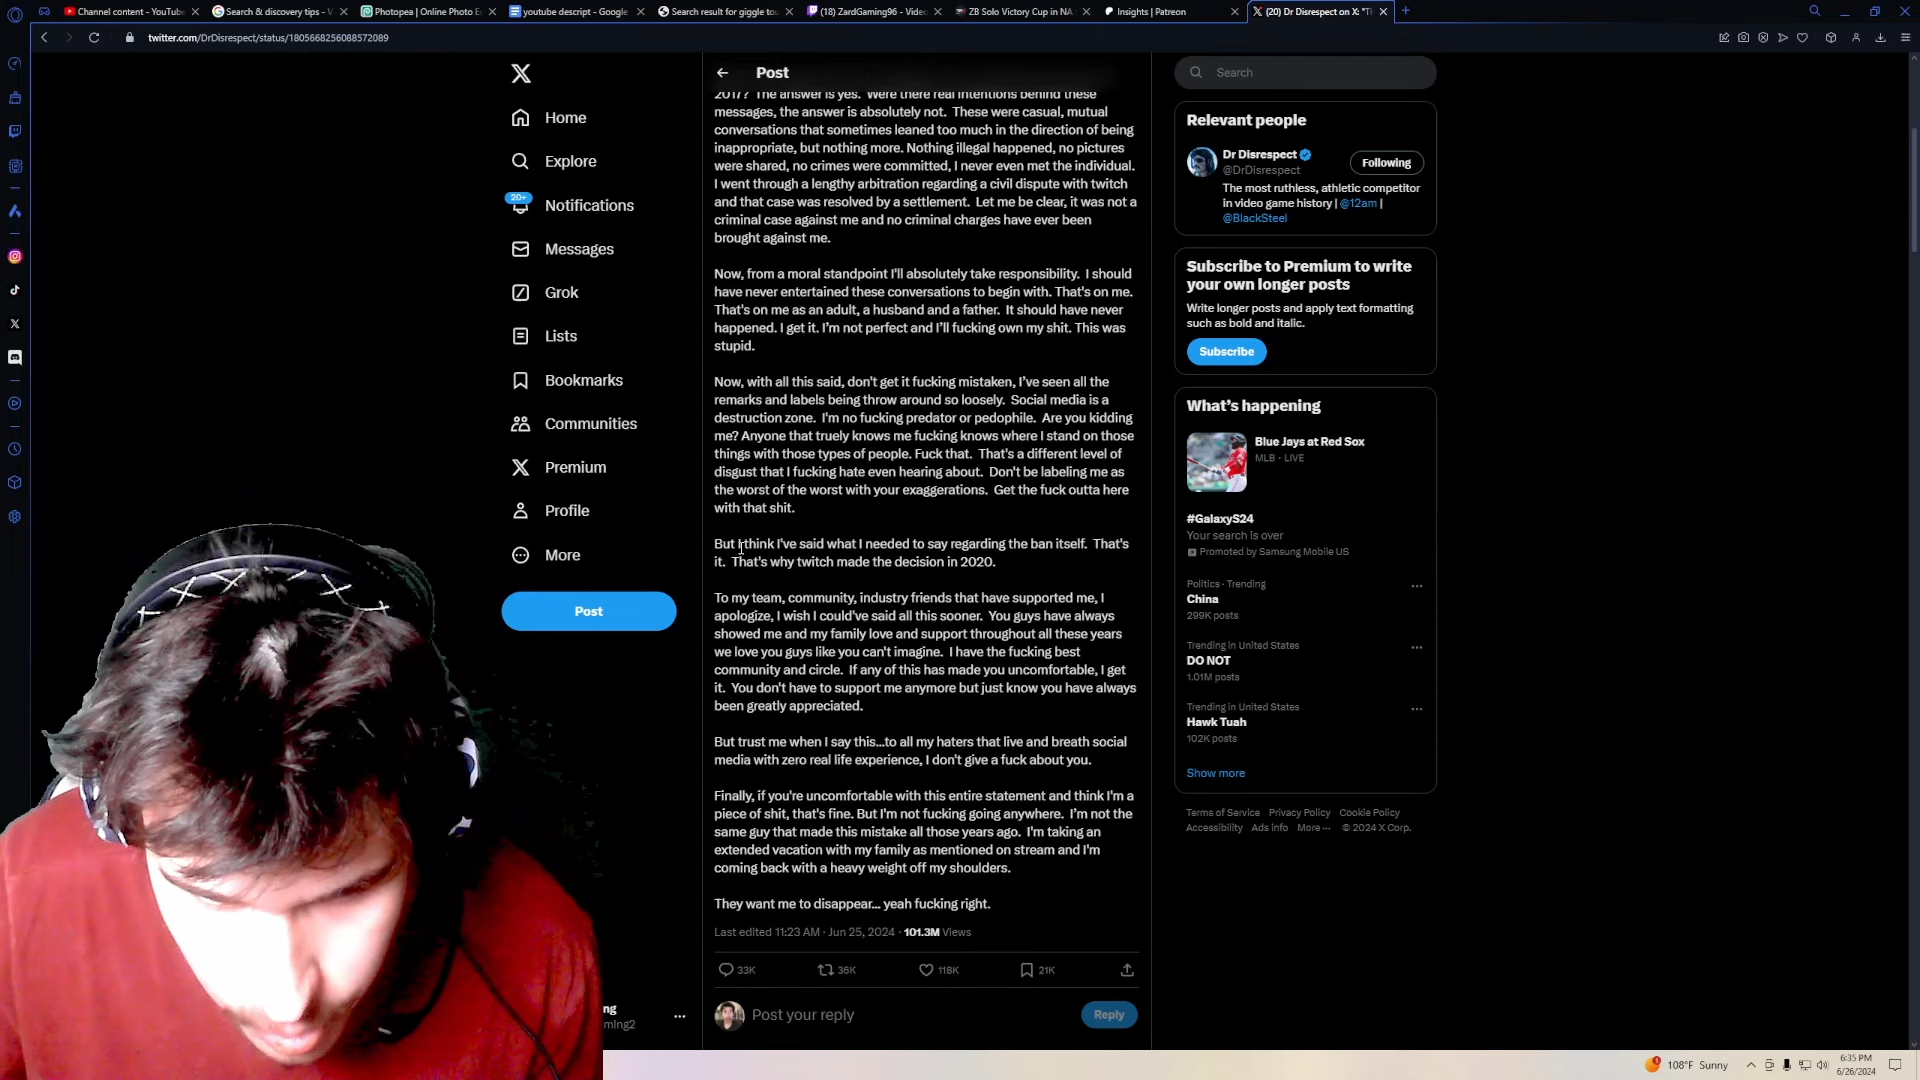 Channel content - YouTube
Search & discovery tips - Y
Photopea | Online Photo E
youtube descript - Google
Search result for giggle tou
(18) ZardGaming96 - Video
ZB Solo Victory Cup in NA
Insights | Patreon
(20) Dr Disrespect on X: "Th
twitter.com/DrDisrespect/status/1805668256088572089
Home
Explore
20+
Notifications
Messages
Grok
Lists
Bookmarks
Communities
Premium
Profile
More
Post
ng
ming2
Post
2017? The answer is yes. Were there real intentions behind these
messages, the answer is absolutely not. These were casual, mutual
conversations that sometimes leaned too much in the direction of being
inappropriate, but nothing more. Nothing illegal happened, no pictures
were shared, no crimes were committed, I never even met the individual.
I went through a lengthy arbitration regarding a civil dispute with twitch
and that case was resolved by a settlement. Let me be clear, it was not a
criminal case against me and no criminal charges have ever been
brought against me.
Now, from a moral standpoint I'll absolutely take responsibility. I should
have never entertained these conversations to begin with. That's on me.
That's on me as an adult, a husband and a father. It should have never
happened. I get it. I'm not perfect and I'll fucking own my shit. This was
stupid.
Now, with all this said, don't get it fucking mistaken, I've seen all the
remarks and labels being throw around so loosely. Social media is a
destruction zone. I'm no fucking predator or pedophile. Are you kidding
me? Anyone that truely knows me fucking knows where I stand on those
things with those types of people. Fuck that. That's a different level of
disgust that I fucking hate even hearing about. Don't be labeling me as
the worst of the worst with your exaggerations. Get the fuck outta here
with that shit.
But I think I've said what I needed to say regarding the ban itself. That's
it. That's why twitch made the decision in 2020.
To my team, community, industry friends that have supported me, I
apologize, I wish I could've said all this sooner. You guys have always
showed me and my family love and support throughout all these years
we love you guys like you can't imagine. I have the fucking best
community and circle. If any of this has made you uncomfortable, I get
it. You don't have to support me anymore but just know you have always
been greatly appreciated.
But trust me when I say this...to all my haters that live and breath social
media with zero real life experience, I don't give a fuck about you.
Finally, if you're uncomfortable with this entire statement and think I'm a
piece of shit, that's fine. But I'm not fucking going anywhere. I'm not the
same guy that made this mistake all those years ago. I'm taking an
extended vacation with my family as mentioned on stream and I'm
coming back with a heavy weight off my shoulders.
They want me to disappear... yeah fucking right.
Last edited 11:23 AM · Jun 25, 2024 · 101.3M Views
33K 36K 118K 21K
Post your reply
Reply
Search
Relevant people
Dr Disrespect
@DrDisrespect
Following
The most ruthless, athletic competitor
in video game history | @12am |
@BlackSteel
Subscribe to Premium to write
your own longer posts
Write longer posts and apply text formatting
such as bold and italic.
Subscribe
What's happening
Blue Jays at Red Sox
MLB · LIVE
#GalaxyS24
Your search is over
Promoted by Samsung Mobile US
Politics · Trending
China
299K posts
Trending in United States
DO NOT
1.01M posts
Trending in United States
Hawk Tuah
102K posts
Show more
Terms of Service Privacy Policy Cookie Policy
Accessibility Ads info More ··· © 2024 X Corp.
108°F Sunny
6:35 PM
6/26/2024